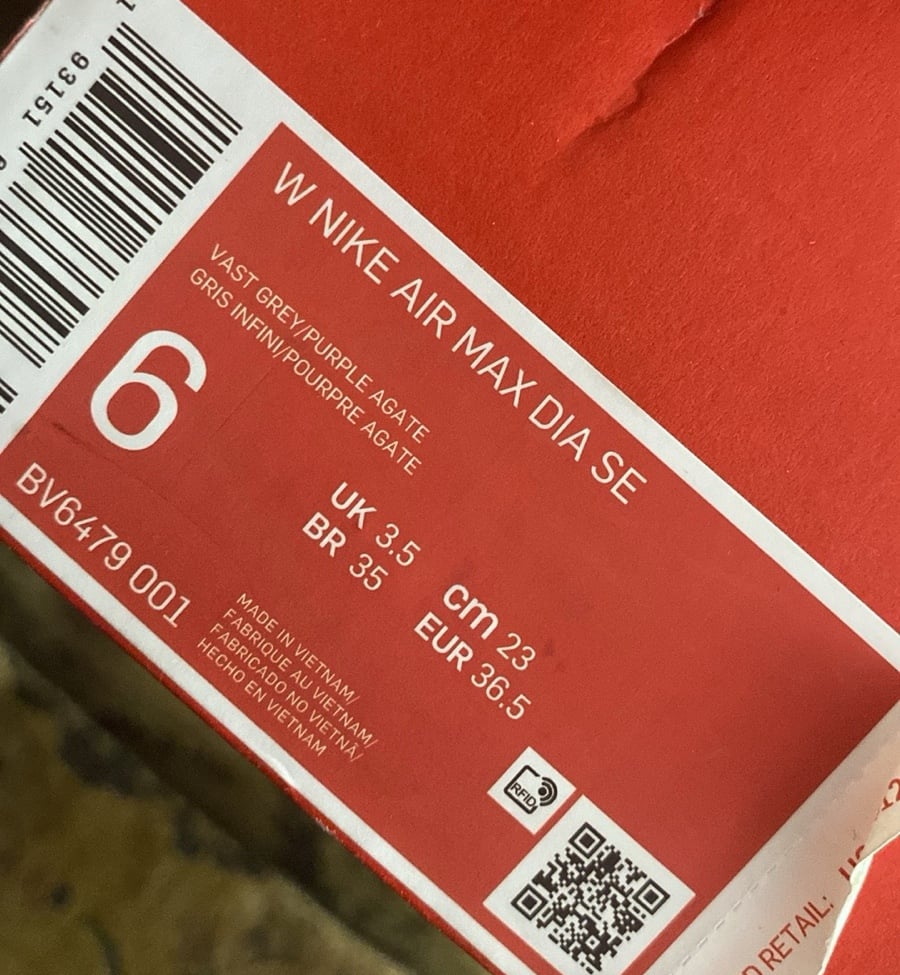 93151
W NIKE AIR MAX DIA SE
VAST GREY/PURPLE AGATE
GRIS INFINI/POURPRE AGATE
6
UK 3.5
BR 35
cm 23
EUR 36.5
BV6479 001
MADE IN VIETNAM/
FABRIQUE AU VIETNAM/
FABRICADO NO VIETNÃ/
HECHO EN VIETNAM
RFID
RETAIL: